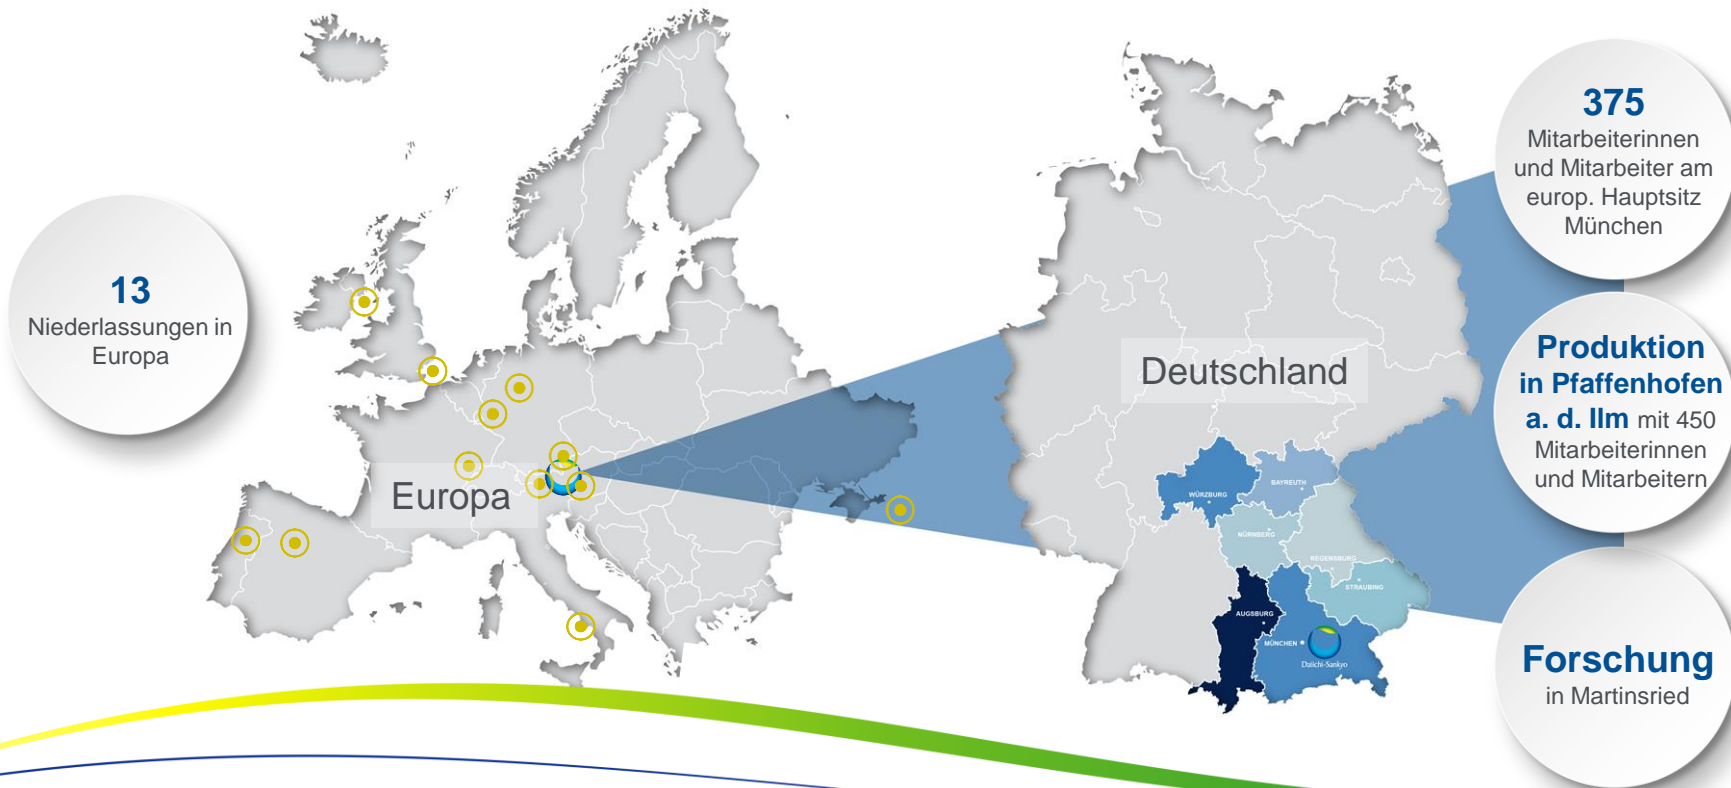 13
Niederlassungen in
Europa
Europa
Deutschland
WÜRZBURG
BAYREUTH
NÜRNBERG
REGENSBURG
STRAUBING
AUGSBURG
MÜNCHEN
Daiichi-Sankyo
375
Mitarbeiterinnen
und Mitarbeiter am
europ. Hauptsitz
München
Produktion
in Pfaffenhofen
a. d. Ilm mit 450
Mitarbeiterinnen
und Mitarbeitern
Forschung
in Martinsried